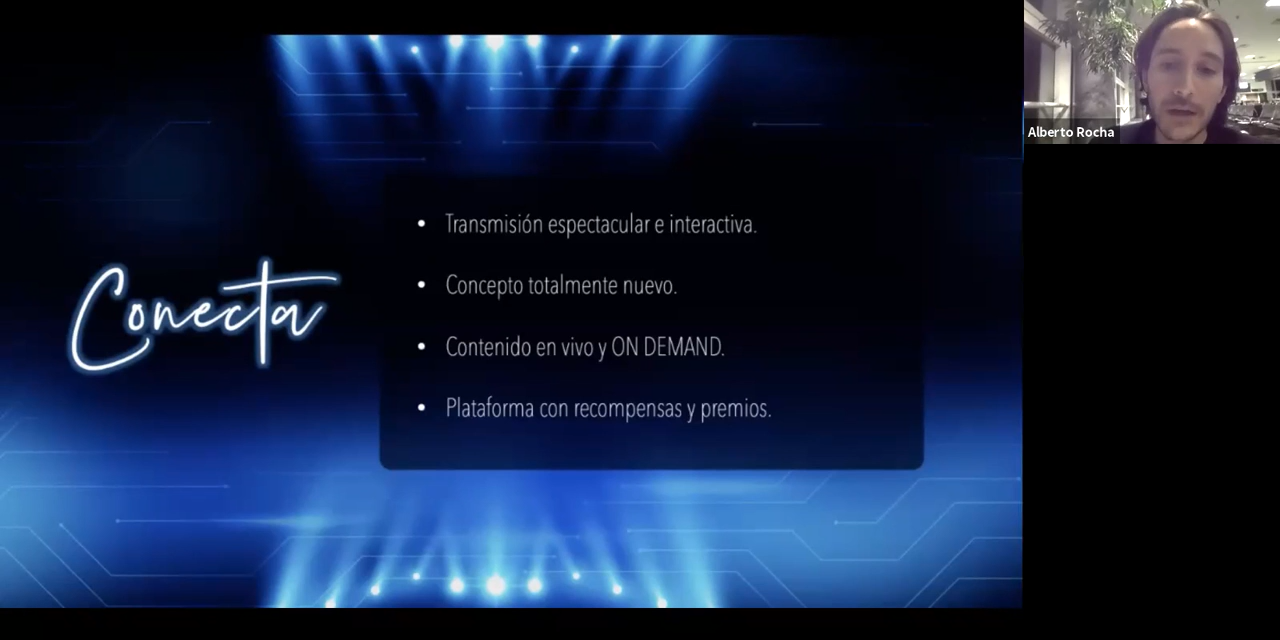 Conecta
• Transmisión espectacular e interactiva.
• Concepto totalmente nuevo.
• Contenido en vivo y ON DEMAND.
• Plataforma con recompensas y premios.
Alberto Rocha